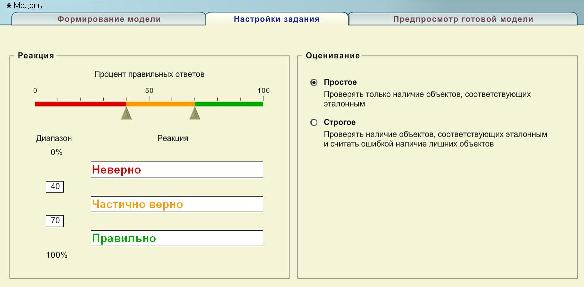 ★ Модель
Формирование модели Настройки задания Предпросмотр готовой модели
Реакция
Процент правильных ответов
0 50 100
Диапазон Реакция
0%
Неверно
40
Частично верно
70
Правильно
100%
Оценивание
Простое
Проверять только наличие объектов, соответствующих
эталонным
Строгое
Проверять наличие объектов, соответствующих эталонным
и считать ошибкой наличие лишних объектов